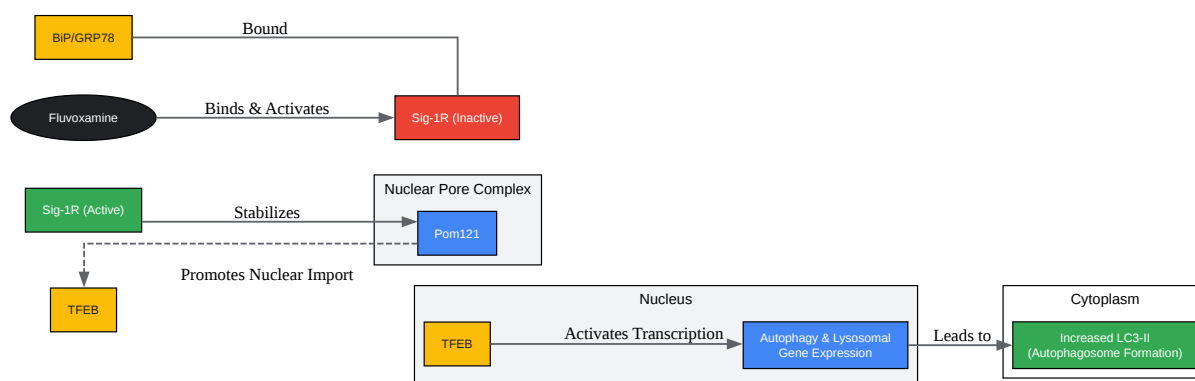 BiP/GRP78
Bound
Fluvoxamine
Binds & Activates
Sig-1R (Inactive)
Sig-1R (Active)
Stabilizes
Nuclear Pore Complex
Pom121
Promotes Nuclear Import
TFEB
Nucleus
TFEB
Activates Transcription
Autophagy & Lysosomal
Gene Expression
Leads to
Cytoplasm
Increased LC3-II
(Autophagosome Formation)